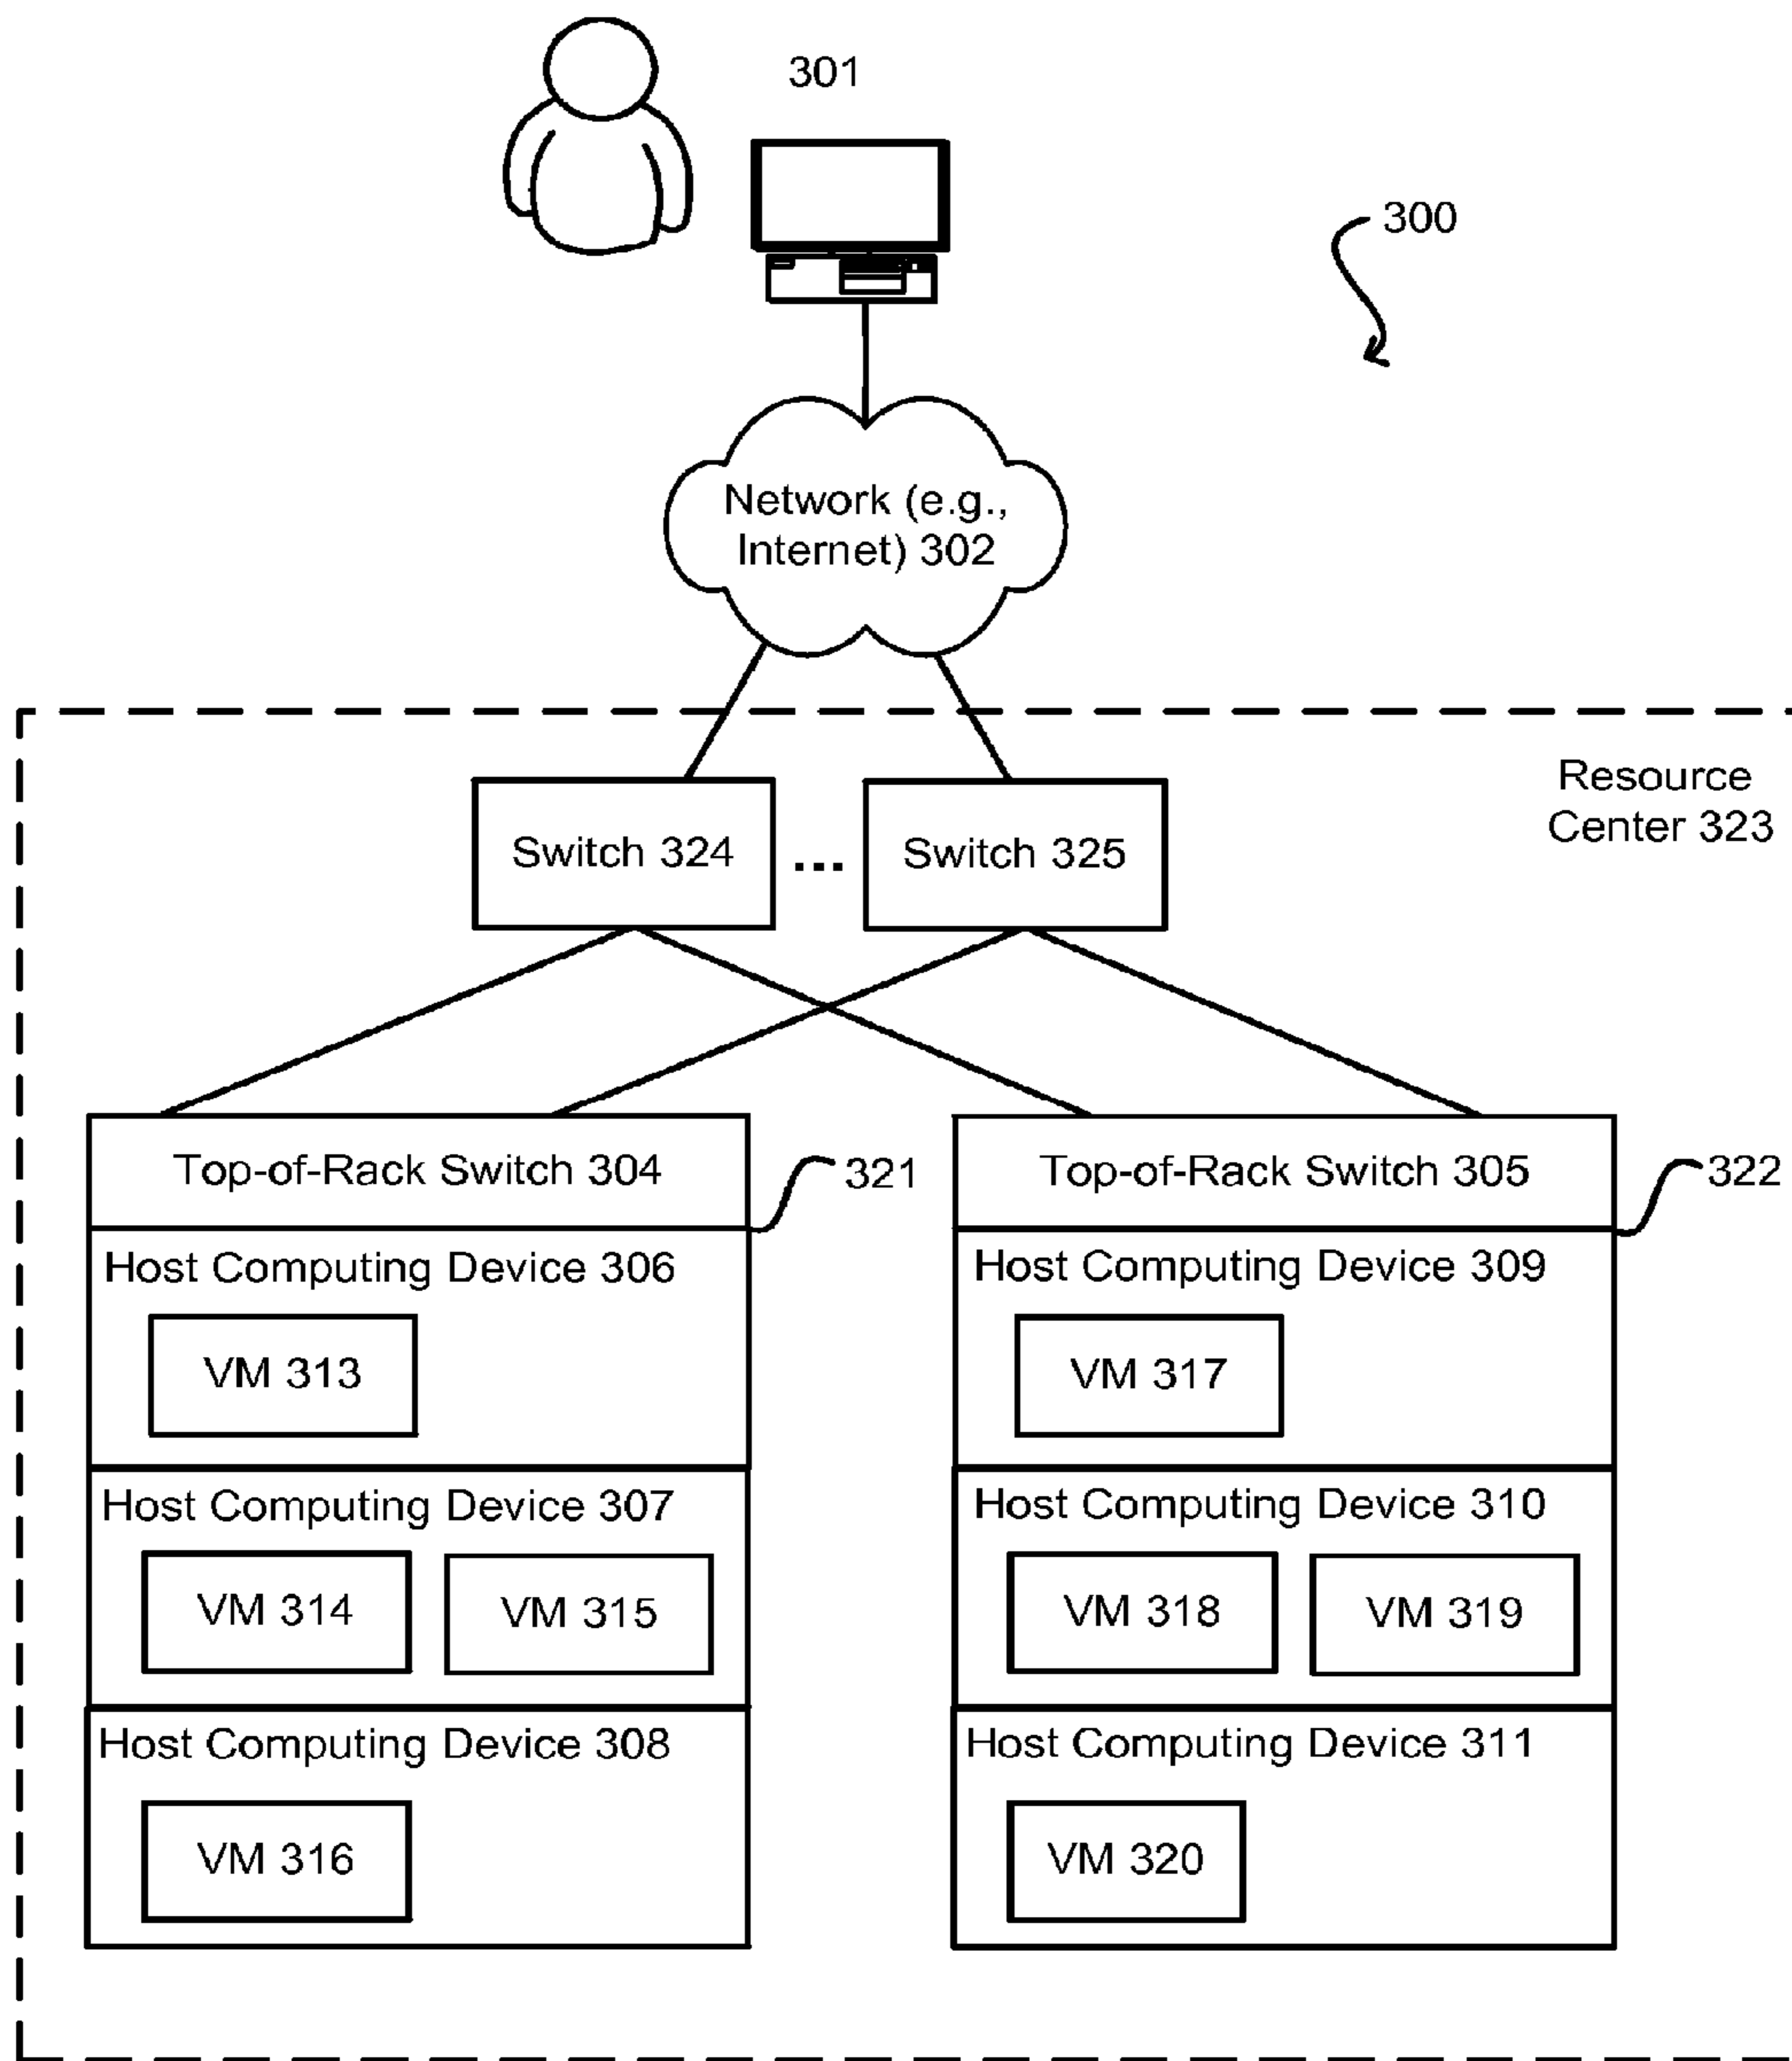 301
300
Network (e.g.,
Internet) 302
Resource
Center 323
Switch 324
...
Switch 325
Top-of-Rack Switch 304
321
Top-of-Rack Switch 305
322
Host Computing Device 306
VM 313
Host Computing Device 309
VM 317
Host Computing Device 307
VM 314
VM 315
Host Computing Device 310
VM 318
VM 319
Host Computing Device 308
VM 316
Host Computing Device 311
VM 320